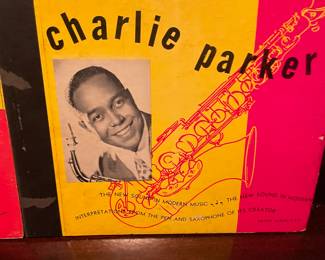 charlie parker
THE NEW SOUND IN MODERN MUSIC THE NEW SOUND IN MODERN
INTERPRETATIONS FROM THE PEN AND SAXOPHONE OF ITS CREATOR